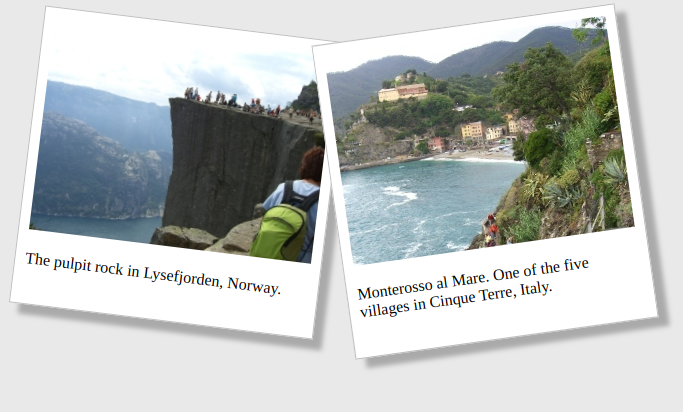 The pulpit rock in Lysefjorden, Norway.
Monterosso al Mare. One of the five
villages in Cinque Terre, Italy.